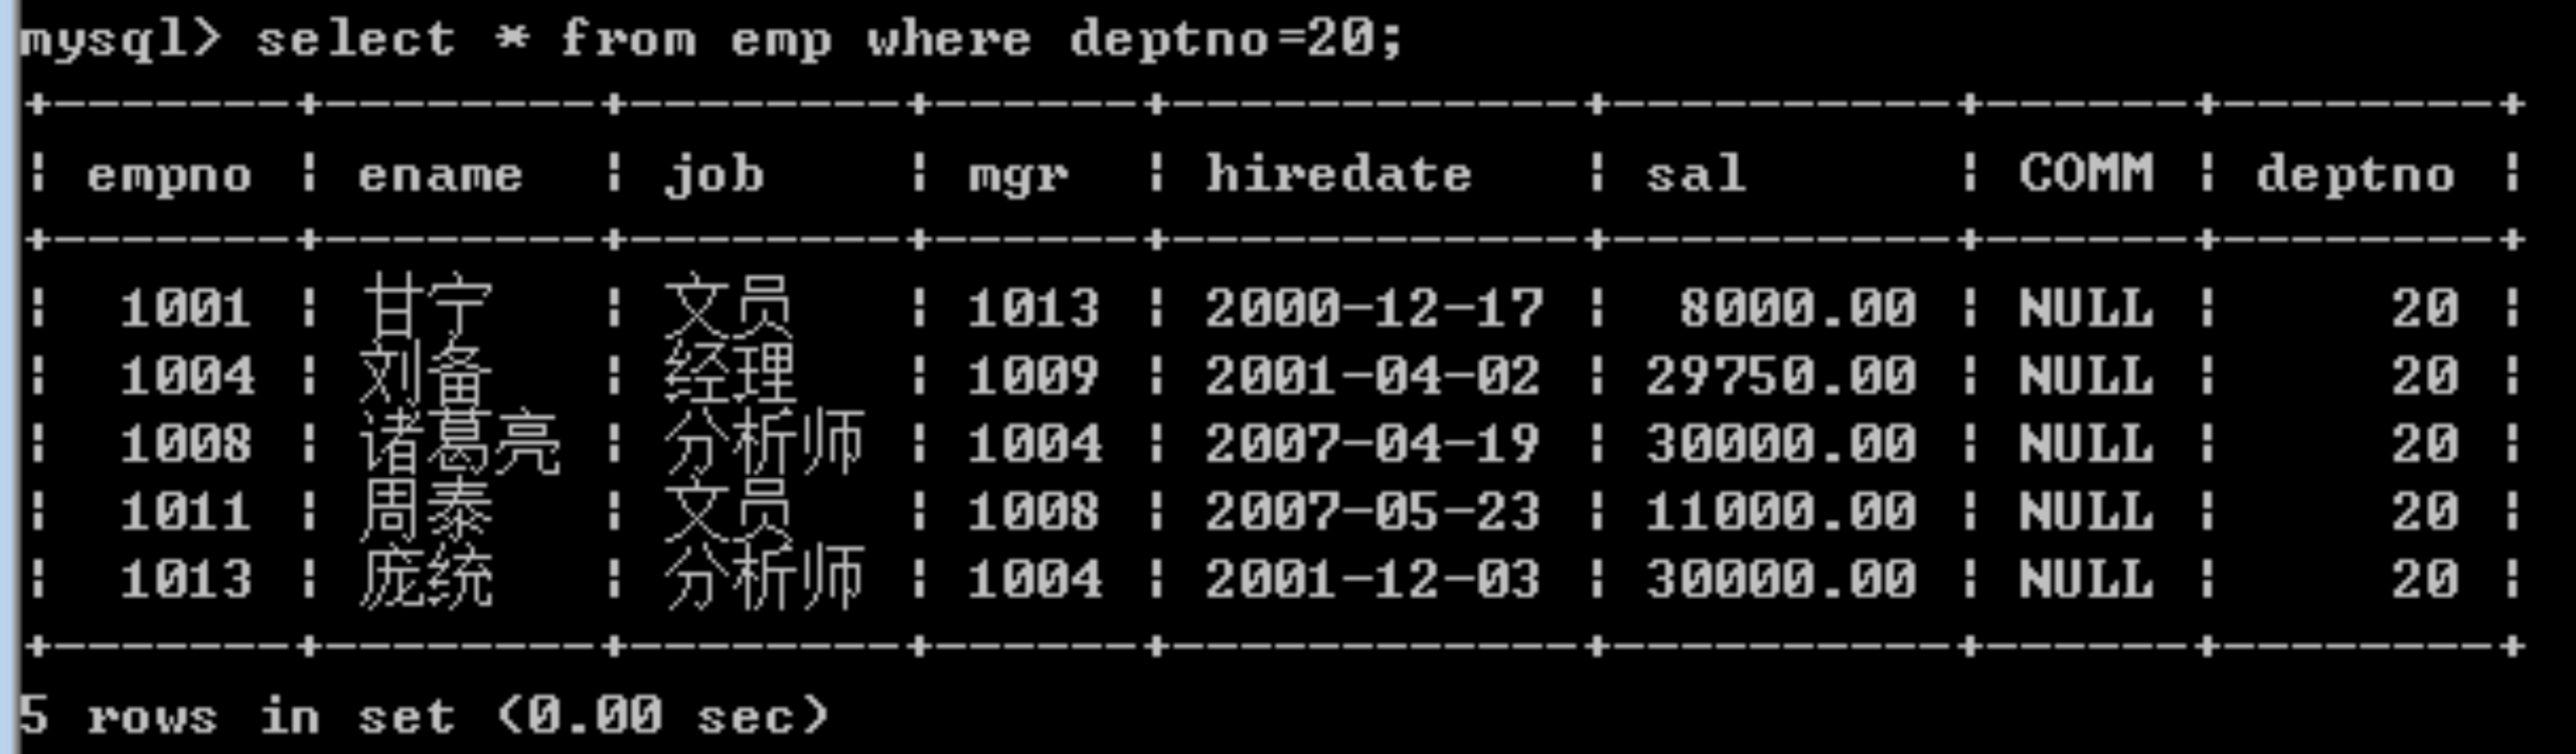 mysql> select * from emp where deptno=20;
+-------+--------+--------+------+------------+----------+------+--------+
| empno | ename  | job    | mgr  | hiredate   | sal      | COMM | deptno |
+-------+--------+--------+------+------------+----------+------+--------+
|  1001 | 甘宁   | 文员   | 1013 | 2000-12-17 |  8000.00 | NULL |     20 |
|  1004 | 刘备   | 经理   | 1009 | 2001-04-02 | 29750.00 | NULL |     20 |
|  1008 | 诸葛亮 | 分析师 | 1004 | 2007-04-19 | 30000.00 | NULL |     20 |
|  1011 | 周泰   | 文员   | 1008 | 2007-05-23 | 11000.00 | NULL |     20 |
|  1013 | 庞统   | 分析师 | 1004 | 2001-12-03 | 30000.00 | NULL |     20 |
+-------+--------+--------+------+------------+----------+------+--------+
5 rows in set (0.00 sec)